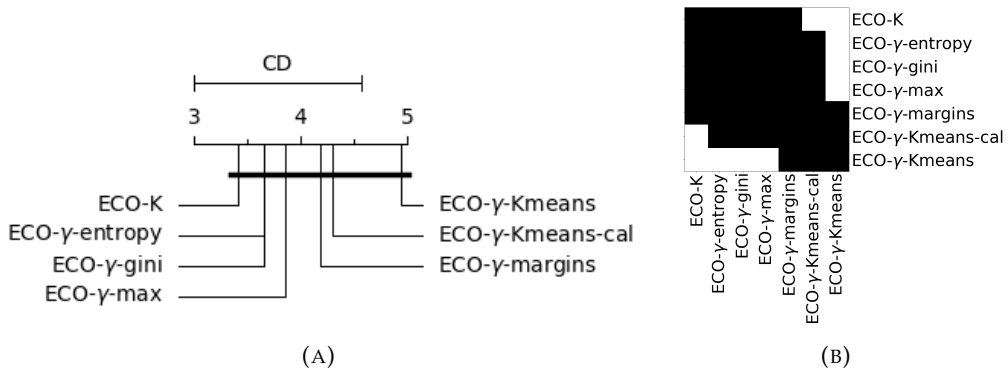 CD
3 4 5
ECO-K
ECO-γ-entropy
ECO-γ-gini
ECO-γ-max
ECO-γ-Kmeans
ECO-γ-Kmeans-cal
ECO-γ-margins
(A)
ECO-K
ECO-γ-entropy
ECO-γ-gini
ECO-γ-max
ECO-γ-margins
ECO-γ-Kmeans-cal
ECO-γ-Kmeans
ECO-K
ECO-γ-entropy
ECO-γ-gini
ECO-γ-max
ECO-γ-margins
ECO-γ-Kmeans-cal
ECO-γ-Kmeans
(B)